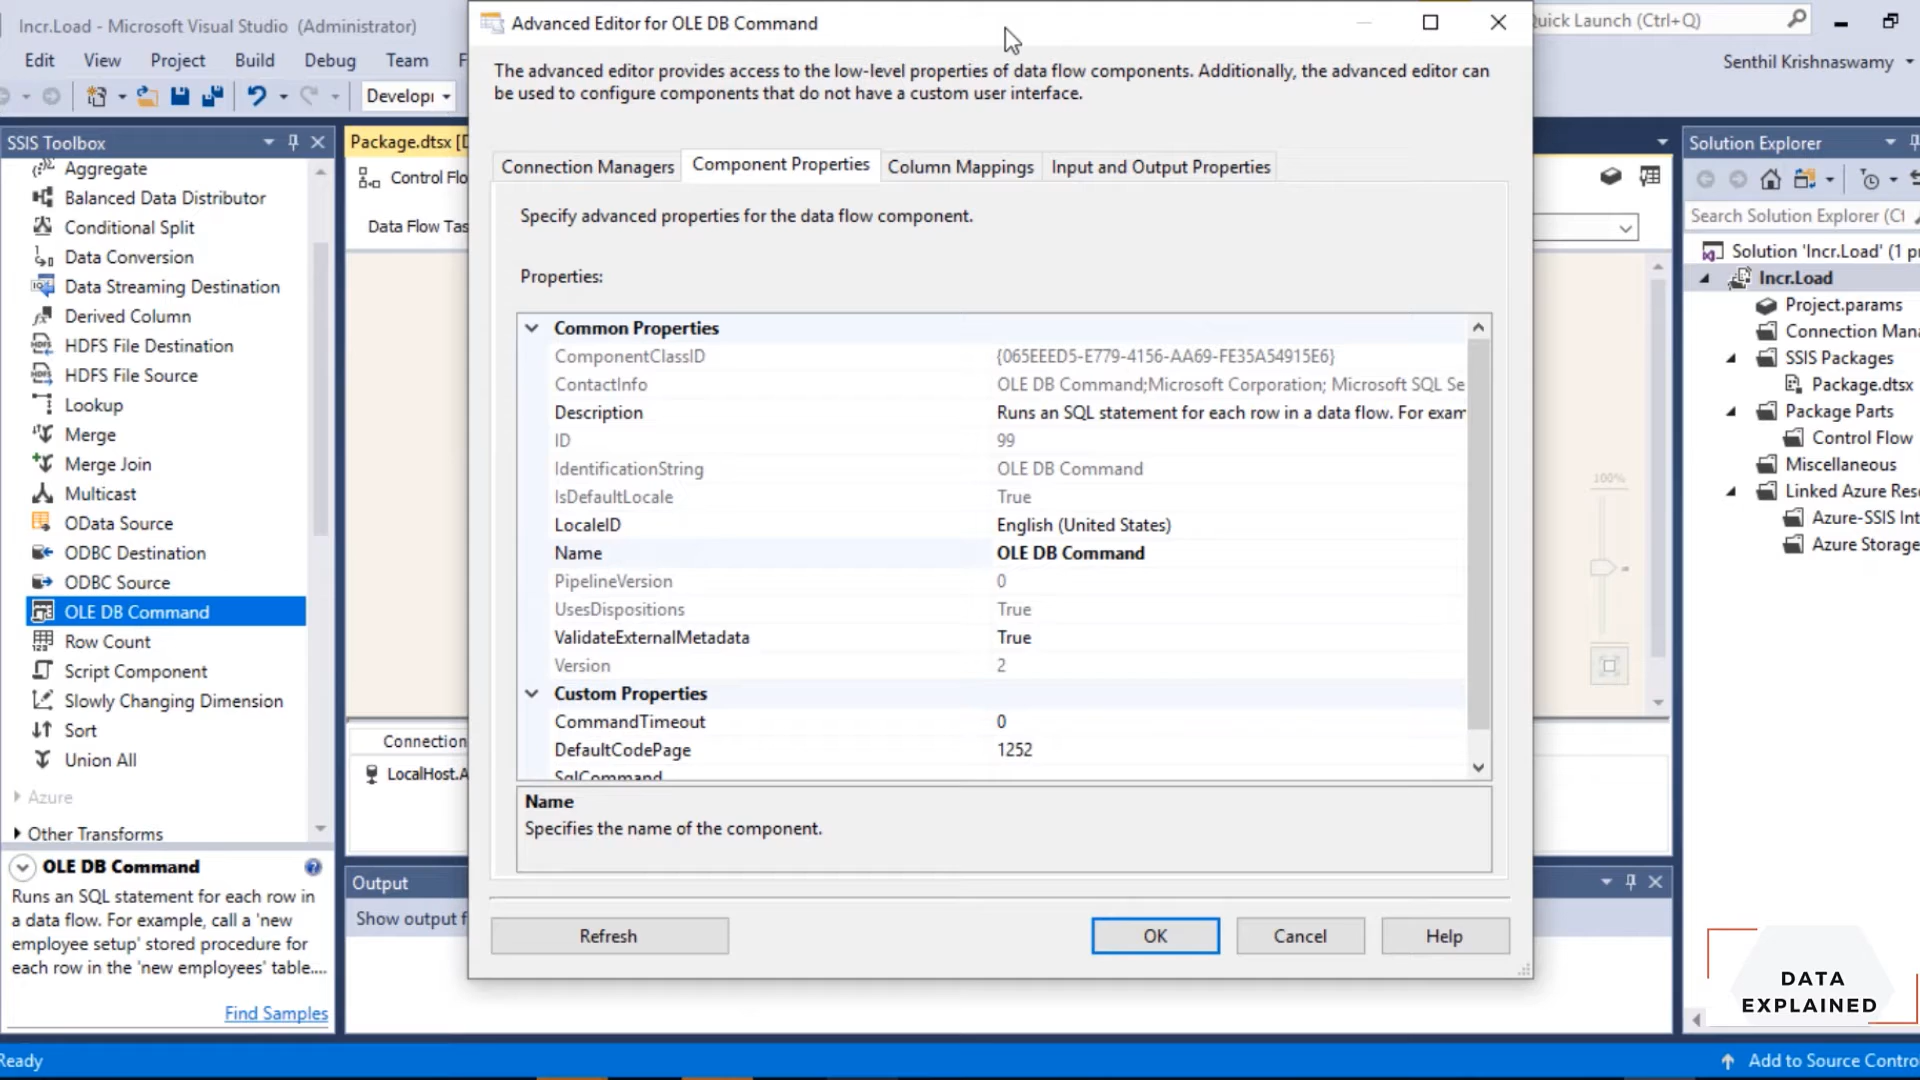 Incr.Load - Microsoft Visual Studio (Administrator)
Quick Launch (Ctrl+Q)
Edit View Project Build Debug Team
Senthil Krishnaswamy
SSIS Toolbox
Aggregate
Balanced Data Distributor
Conditional Split
Data Conversion
Data Streaming Destination
Derived Column
HDFS File Destination
HDFS File Source
Lookup
Merge
Merge Join
Multicast
OData Source
ODBC Destination
ODBC Source
OLE DB Command
Row Count
Script Component
Slowly Changing Dimension
Sort
Union All
Azure
Other Transforms
OLE DB Command
Runs an SQL statement for each row in
a data flow. For example, call a 'new
employee setup' stored procedure for
each row in the 'new employees' table....
Find Samples
Developi
Package.dtsx [D
Control Flo
Data Flow Tas
Connection
LocalHost.A
Output
Show output f
Advanced Editor for OLE DB Command
The advanced editor provides access to the low-level properties of data flow components. Additionally, the advanced editor can
be used to configure components that do not have a custom user interface.
Connection Managers Component Properties Column Mappings Input and Output Properties
Specify advanced properties for the data flow component.
Properties:
Common Properties
ComponentClassID {065EEED5-E779-4156-AA69-FE35A54915E6}
ContactInfo OLE DB Command;Microsoft Corporation; Microsoft SQL Se
Description Runs an SQL statement for each row in a data flow. For exam
ID 99
IdentificationString OLE DB Command
IsDefaultLocale True
LocaleID English (United States)
Name OLE DB Command
PipelineVersion 0
UsesDispositions True
ValidateExternalMetadata True
Version 2
Custom Properties
CommandTimeout 0
DefaultCodePage 1252
SqlCommand
Name
Specifies the name of the component.
Refresh OK Cancel Help
100%
Solution Explorer
Search Solution Explorer (Ct
Solution 'Incr.Load' (1 pr
Incr.Load
Project.params
Connection Mana
SSIS Packages
Package.dtsx
Package Parts
Control Flow
Miscellaneous
Linked Azure Reso
Azure-SSIS Int
Azure Storage
DATA
EXPLAINED
Ready
Add to Source Contro